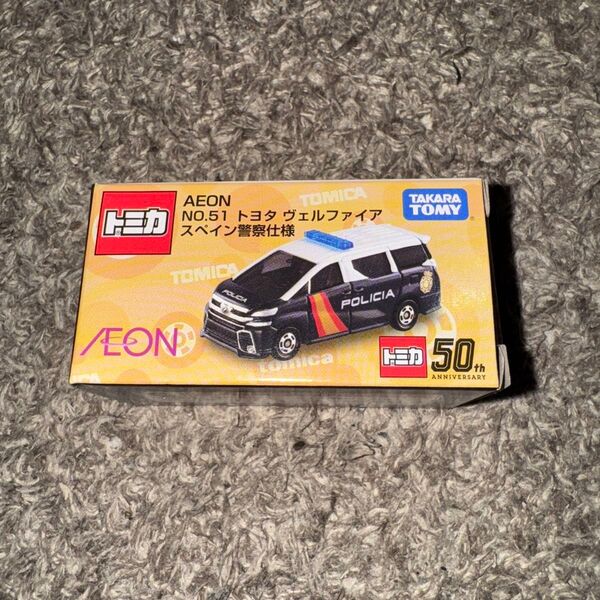 トミカ
AEON
NO.51 トヨタ ヴェルファイア
スペイン警察仕様
TAKARA
TOMY
TOMICA
TOMICA
POLICIA
POLICIA
ÆON
Tomica
トミカ
50th
ANNIVERSARY